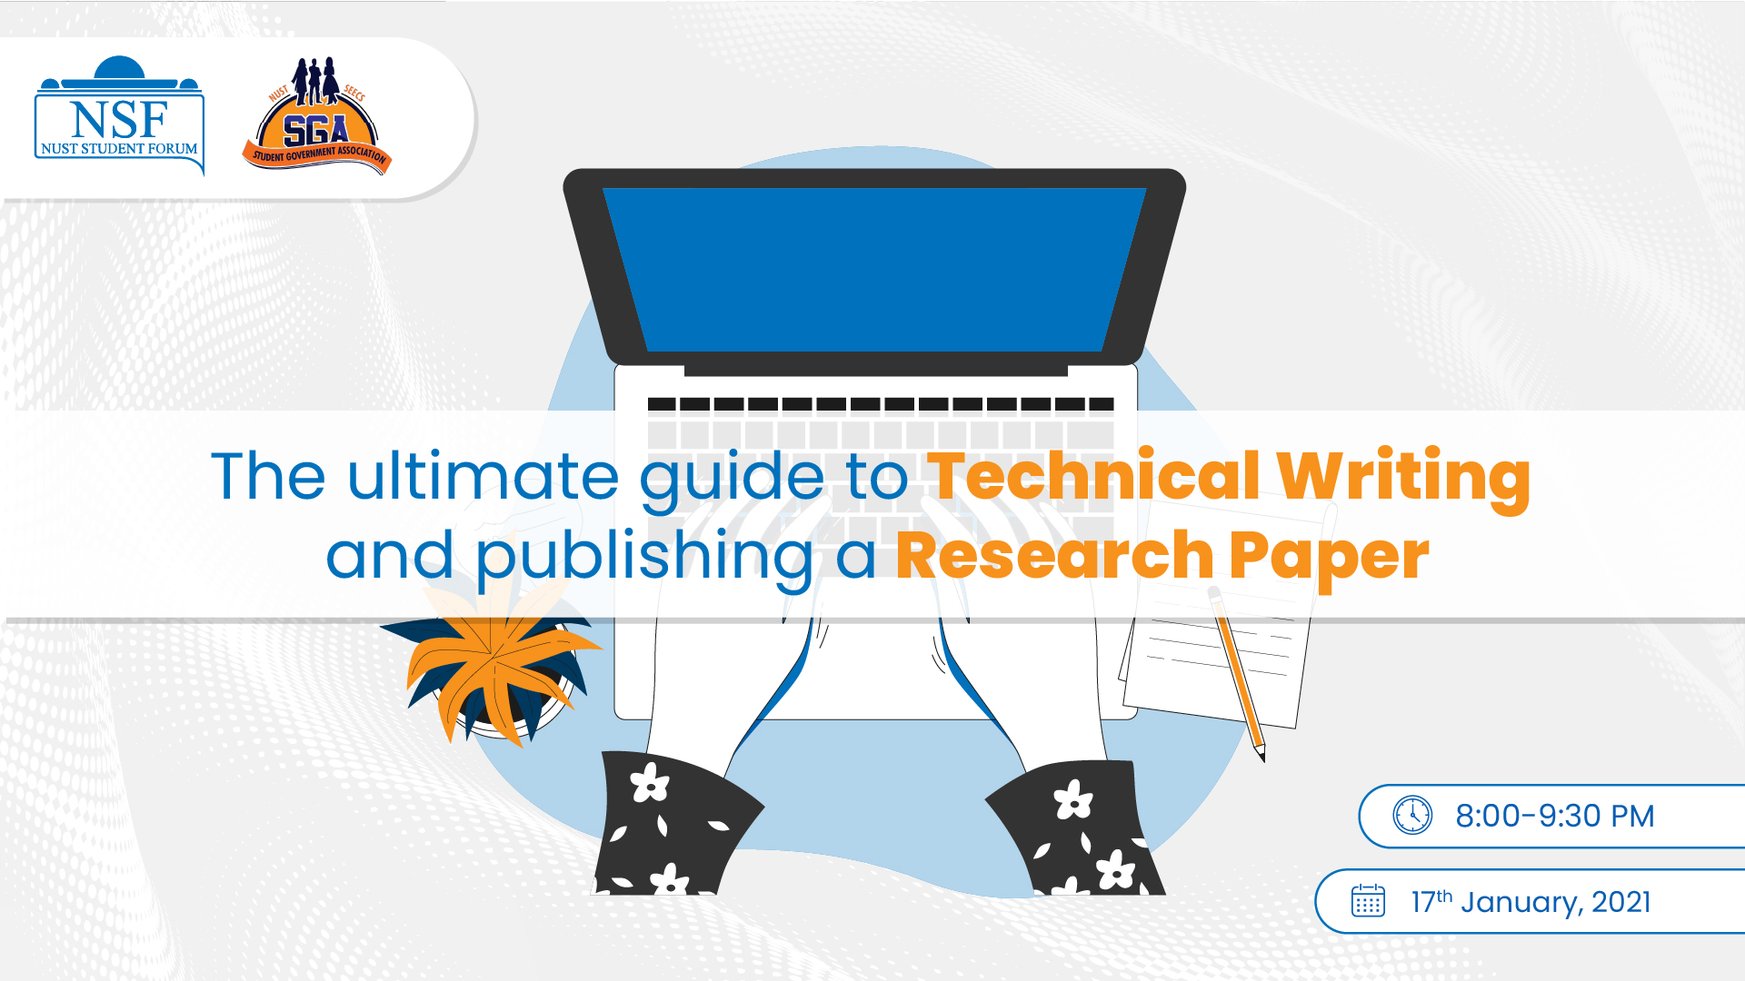 NSF
NUST STUDENT FORUM
NUST SEECS
SGA
STUDENT GOVERNMENT ASSOCIATION
The ultimate guide to Technical Writing
and publishing a Research Paper
8:00-9:30 PM
17th January, 2021